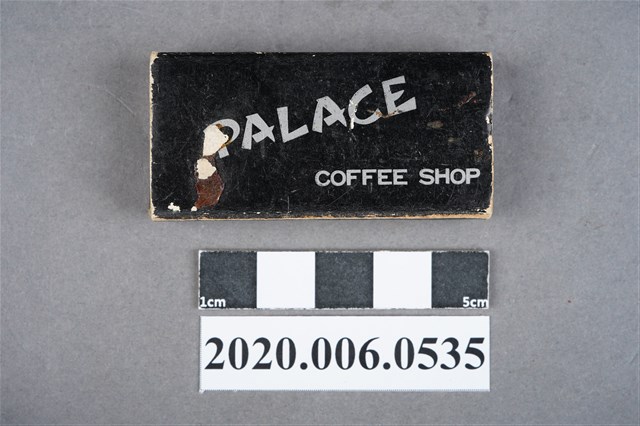 PALACE
COFFEE SHOP
1cm 5cm
2020.006.0535